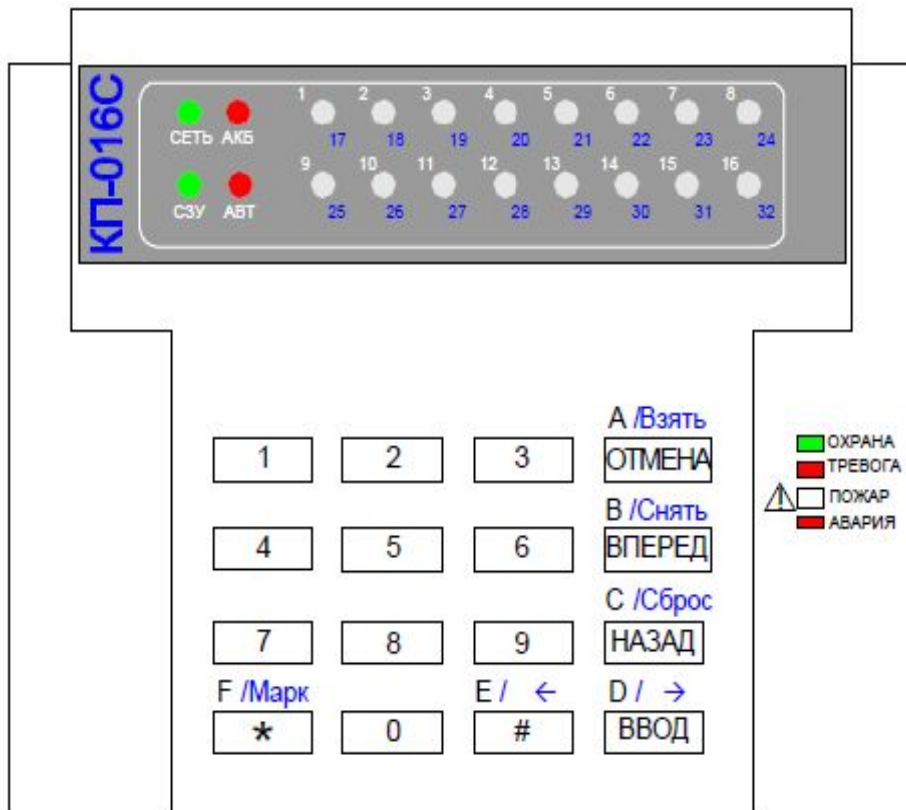 КП-016С
1 2 3 4 5 6 7 8
СЕТЬ АКБ 17 18 19 20 21 22 23 24
9 10 11 12 13 14 15 16
СЗУ АВТ 25 26 27 28 29 30 31 32
A /Взять
1 2 3 ОТМЕНА
B /Снять
4 5 6 ВПЕРЕД
C /Сброс
7 8 9 НАЗАД
F /Марк E / ← D / →
* 0 # ВВОД
ОХРАНА
ТРЕВОГА
ПОЖАР
АВАРИЯ